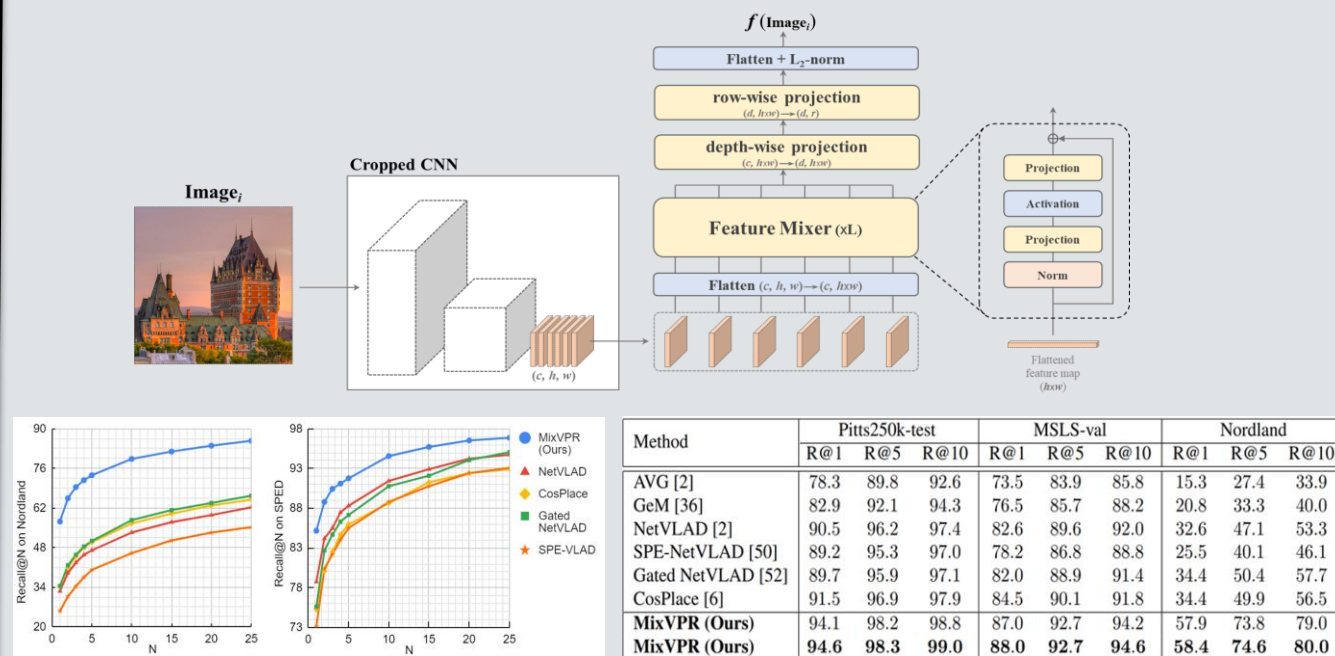 f (Image_i)
Flatten + L₂-norm
row-wise projection
(d, h×w)→(d, r)
depth-wise projection
(c, h×w)→(d, h×w)
Cropped CNN
Image_i
Feature Mixer (xL)
Flatten (c, h, w)→(c, h×w)
(c, h, w)
⊕
Projection
Activation
Projection
Norm
Flattened
feature map
(h×w)
Recall@N on Nordland
90
76
62
48
34
20
0 5 10 15 20 25
N
Recall@N on SPED
98
93
88
83
78
73
0 5 10 15 20 25
N
MixVPR
(Ours)
NetVLAD
CosPlace
Gated
NetVLAD
SPE-VLAD
Method Pitts250k-test MSLS-val Nordland
R@1 R@5 R@10 R@1 R@5 R@10 R@1 R@5 R@10
AVG [2] 78.3 89.8 92.6 73.5 83.9 85.8 15.3 27.4 33.9
GeM [36] 82.9 92.1 94.3 76.5 85.7 88.2 20.8 33.3 40.0
NetVLAD [2] 90.5 96.2 97.4 82.6 89.6 92.0 32.6 47.1 53.3
SPE-NetVLAD [50] 89.2 95.3 97.0 78.2 86.8 88.8 25.5 40.1 46.1
Gated NetVLAD [52] 89.7 95.9 97.1 82.0 88.9 91.4 34.4 50.4 57.7
CosPlace [6] 91.5 96.9 97.9 84.5 90.1 91.8 34.4 49.9 56.5
MixVPR (Ours) 94.1 98.2 98.8 87.0 92.7 94.2 57.9 73.8 79.0
MixVPR (Ours) 94.6 98.3 99.0 88.0 92.7 94.6 58.4 74.6 80.0